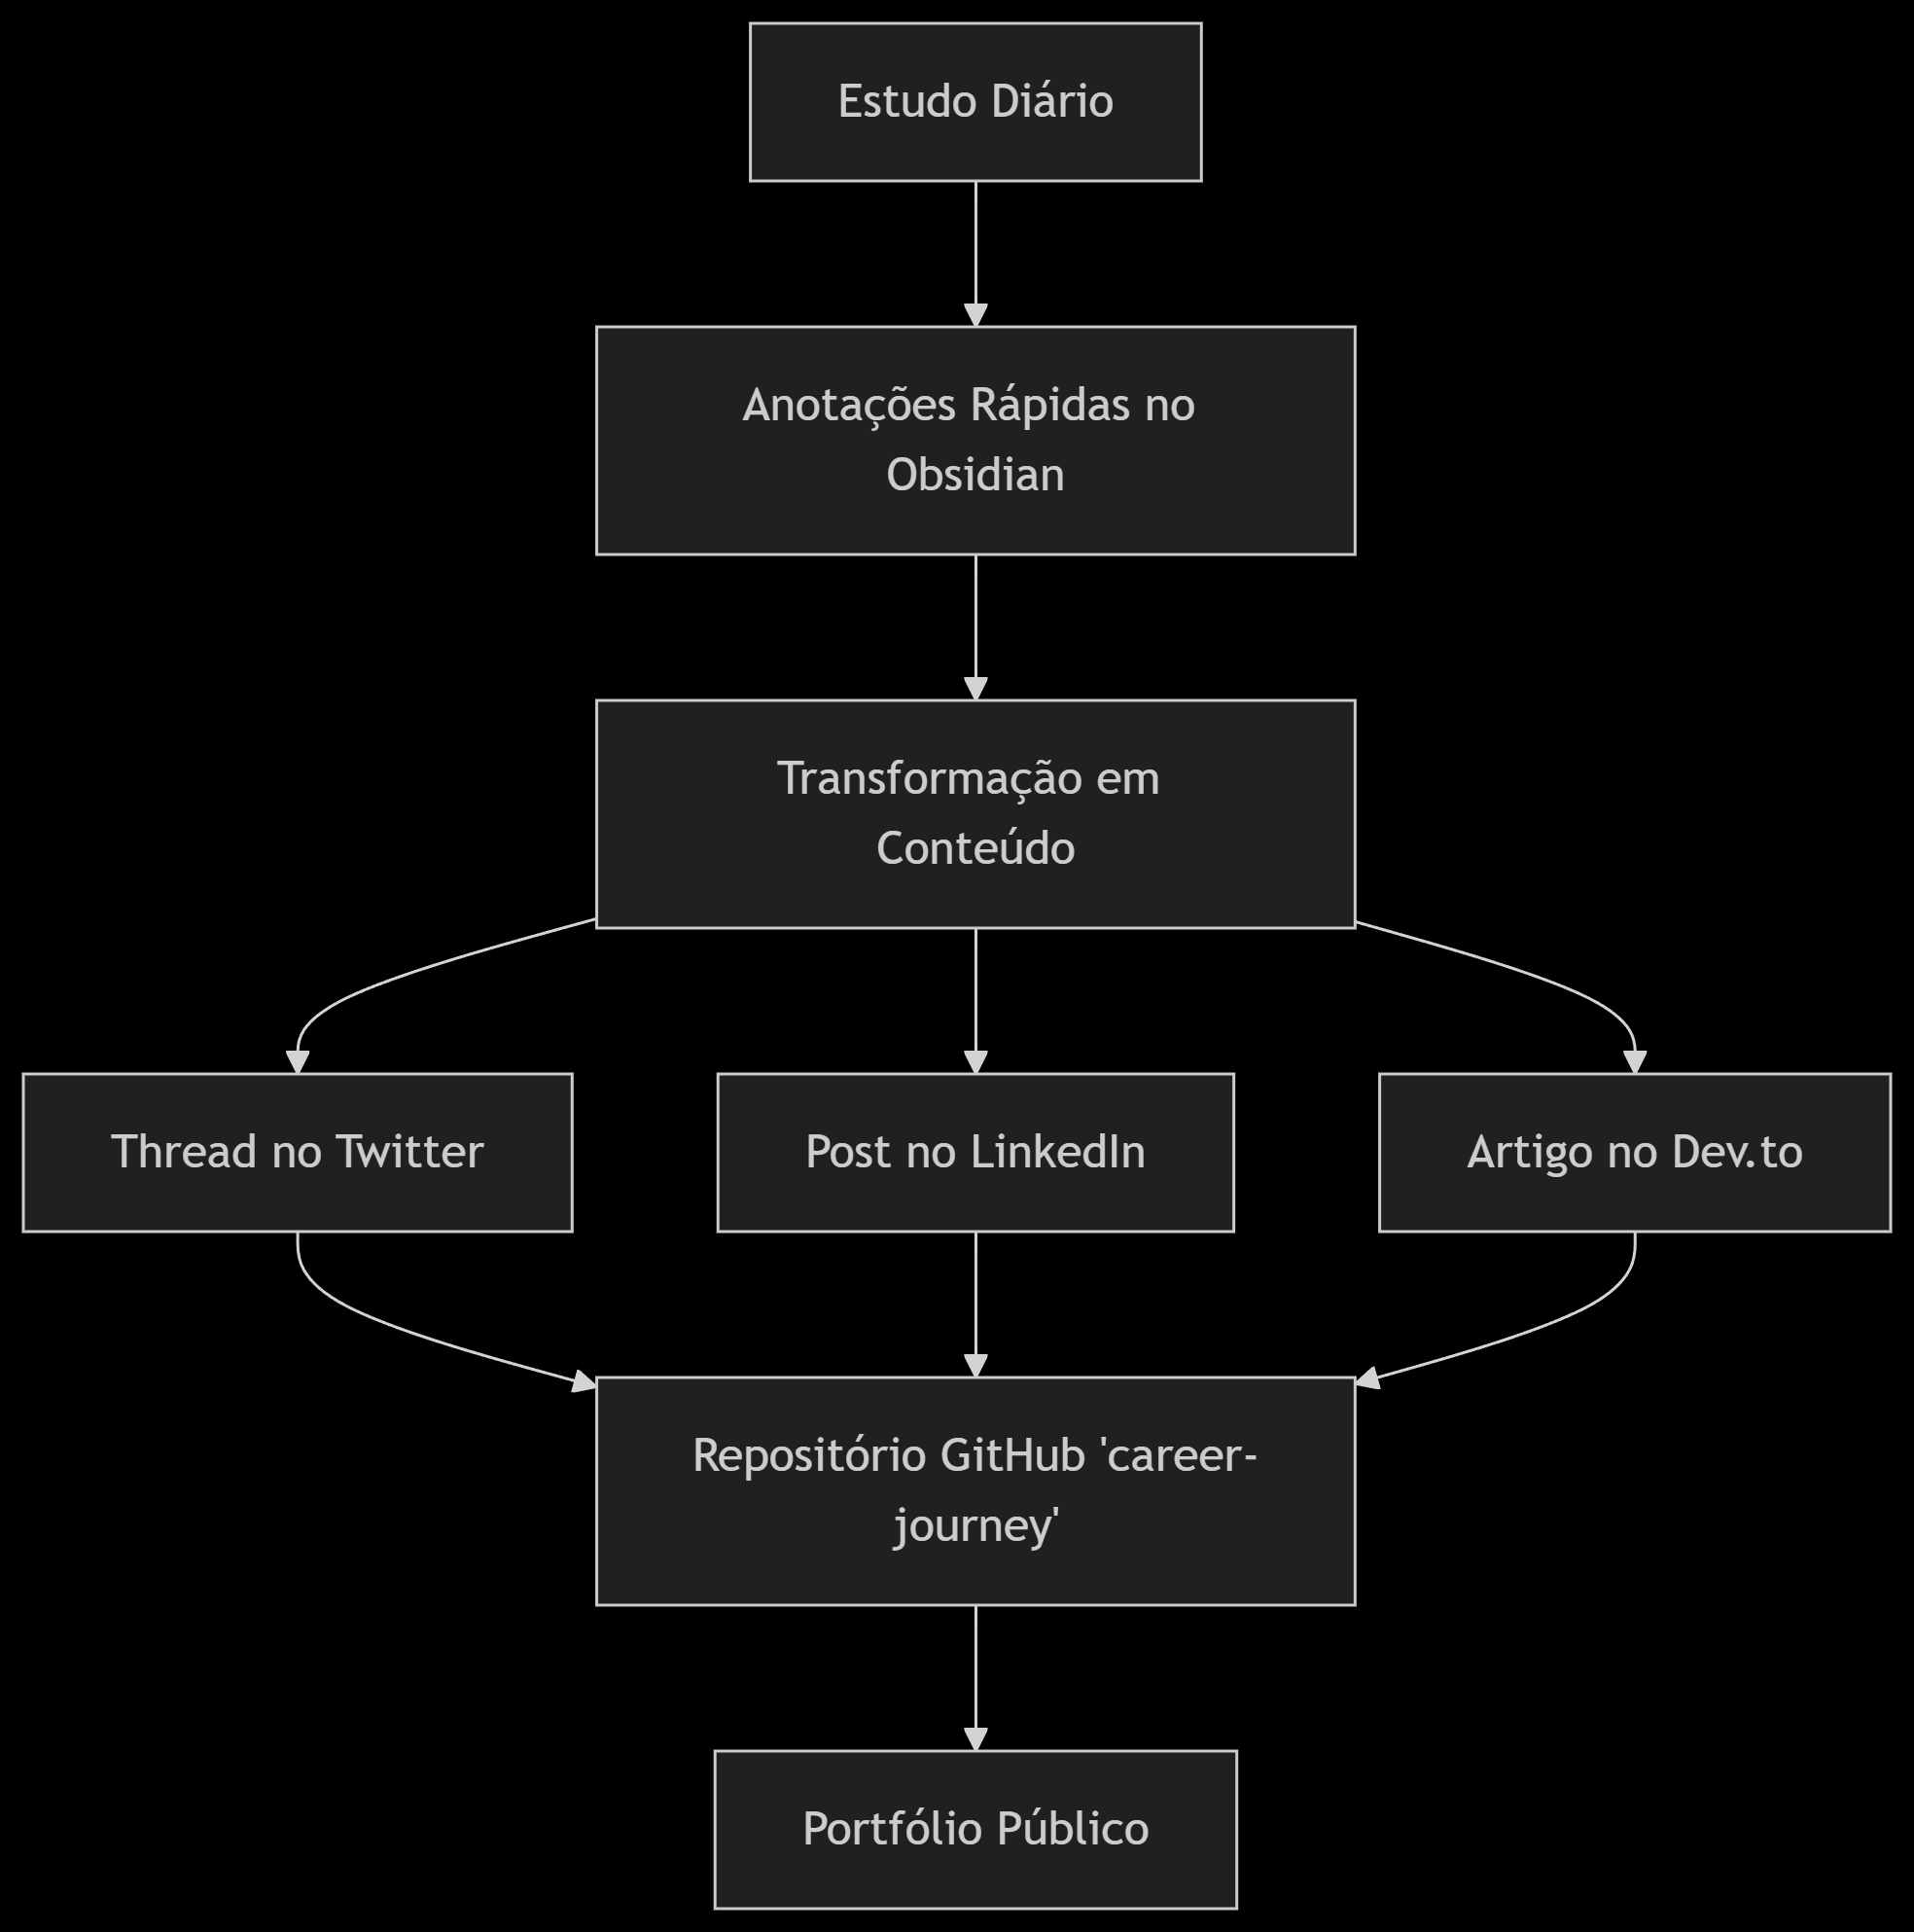 Estudo Diário
Anotações Rápidas no
Obsidian
Transformação em
Conteúdo
Thread no Twitter
Post no LinkedIn
Artigo no Dev.to
Repositório GitHub 'career-
journey'
Portfólio Público